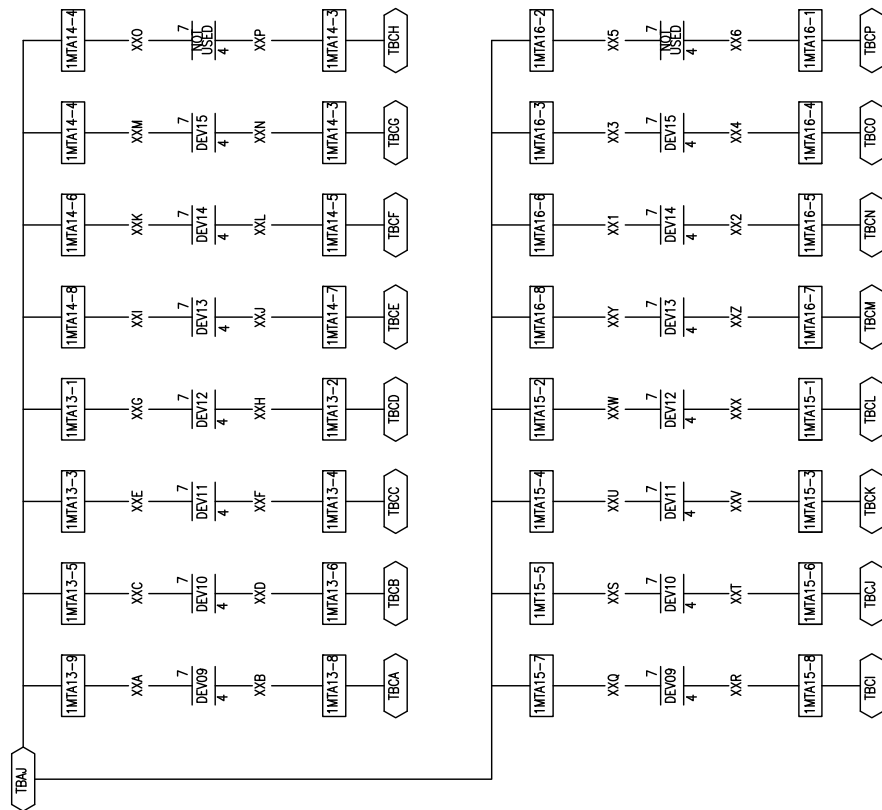 1MTA14-4
XXO
7
NOT
USED
4
XXP
1MTA14-3
TBCH
1MTA14-4
XXM
7
DEV15
4
XXN
1MTA14-3
TBCG
1MTA14-6
XXK
7
DEV14
4
XXL
1MTA14-5
TBCF
1MTA14-8
XXI
7
DEV13
4
XXJ
1MTA14-7
TBCE
1MTA13-1
XXG
7
DEV12
4
XXH
1MTA13-2
TBCD
1MTA13-3
XXE
7
DEV11
4
XXF
1MTA13-4
TBCC
1MTA13-5
XXC
7
DEV10
4
XXD
1MTA13-6
TBCB
1MTA13-9
XXA
7
DEV09
4
XXB
1MTA13-8
TBCA
TBAJ
1MTA16-2
XX5
7
NOT
USED
4
XX6
1MTA16-1
TBCP
1MTA16-3
XX3
7
DEV15
4
XX4
1MTA16-4
TBCO
1MTA16-6
XX1
7
DEV14
4
XX2
1MTA16-5
TBCN
1MTA16-8
XXY
7
DEV13
4
XXZ
1MTA16-7
TBCM
1MTA15-2
XXW
7
DEV12
4
XXX
1MTA15-1
TBCL
1MTA15-4
XXU
7
DEV11
4
XXV
1MTA15-3
TBCK
1MT15-5
XXS
7
DEV10
4
XXT
1MTA15-6
TBCJ
1MTA15-7
XXQ
7
DEV09
4
XXR
1MTA15-8
TBCI